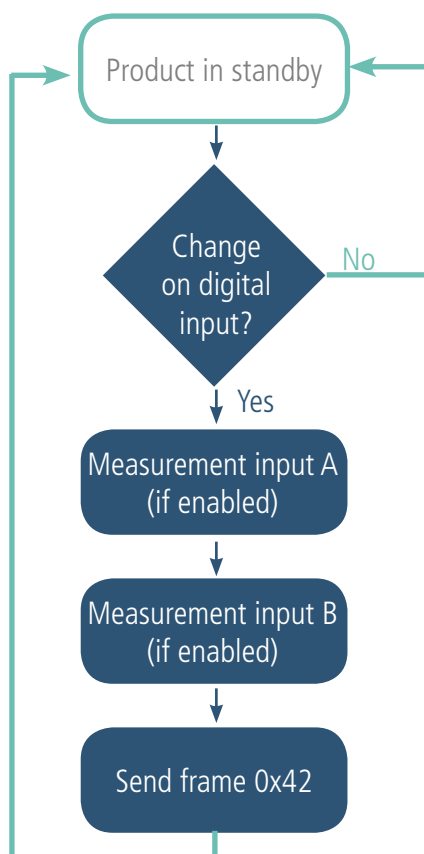 Product in standby
Change
on digital
input?
No
Yes
Measurement input A
(if enabled)
Measurement input B
(if enabled)
Send frame 0x42